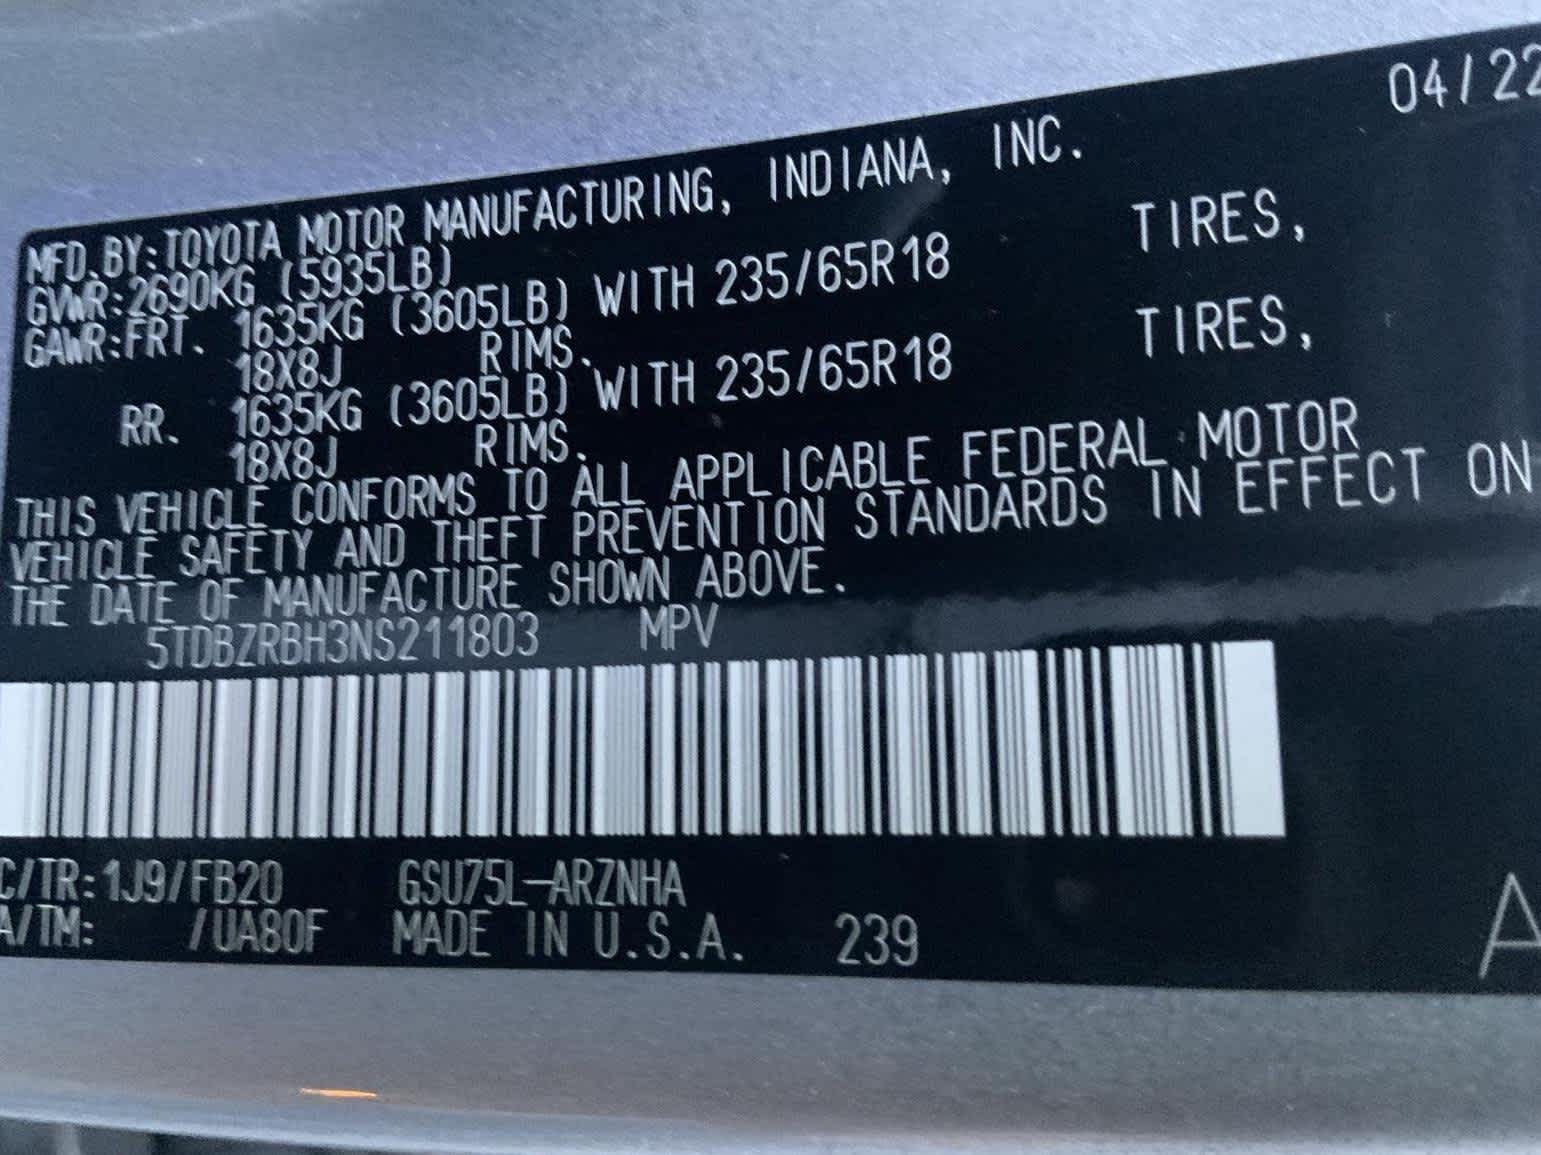 04/22
MFD.BY:TOYOTA MOTOR MANUFACTURING, INDIANA, INC.
GVWR:2690KG (5935LB)
GAWR:FRT. 1635KG (3605LB) WITH 235/65R18 TIRES,
18X8J RIMS.
RR. 1635KG (3605LB) WITH 235/65R18 TIRES,
18X8J RIMS.
THIS VEHICLE CONFORMS TO ALL APPLICABLE FEDERAL MOTOR
VEHICLE SAFETY AND THEFT PREVENTION STANDARDS IN EFFECT ON
THE DATE OF MANUFACTURE SHOWN ABOVE.
5TDBZRBH3NS211803 MPV
C/TR:1J9/FB20 GSU75L-ARZNHA
A/TM: /UA80F MADE IN U.S.A. 239 A